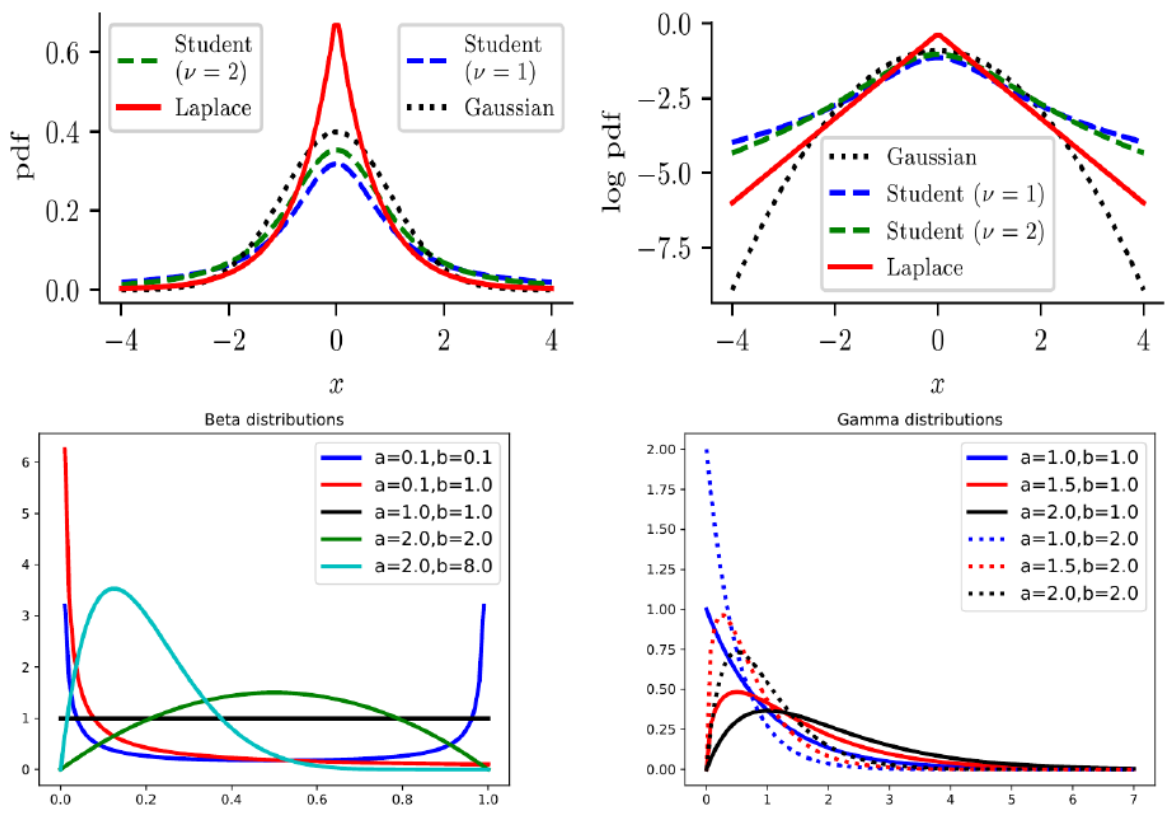 Student
(ν = 2)
Laplace
Student
(ν = 1)
Gaussian
0.6
0.4
0.2
0.0
pdf
−4
−2
0
2
4
x
0.0
−2.5
−5.0
−7.5
log pdf
Gaussian
Student (ν = 1)
Student (ν = 2)
Laplace
−4
−2
0
2
4
x
Beta distributions
6
5
4
3
2
1
0
a=0.1,b=0.1
a=0.1,b=1.0
a=1.0,b=1.0
a=2.0,b=2.0
a=2.0,b=8.0
0.0
0.2
0.4
0.6
0.8
1.0
Gamma distributions
2.00
1.75
1.50
1.25
1.00
0.75
0.50
0.25
0.00
a=1.0,b=1.0
a=1.5,b=1.0
a=2.0,b=1.0
a=1.0,b=2.0
a=1.5,b=2.0
a=2.0,b=2.0
0
1
2
3
4
5
6
7